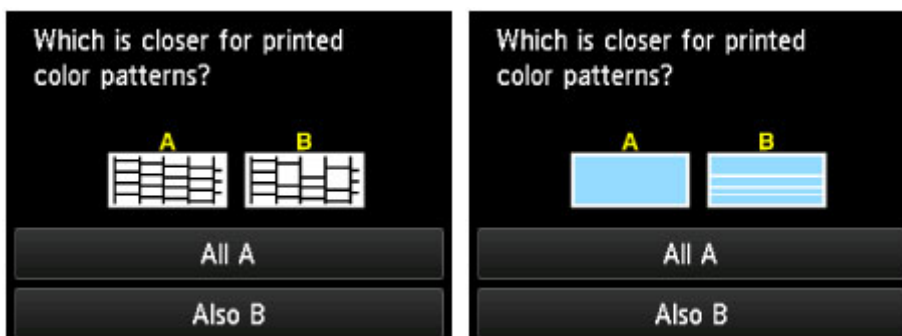 Which is closer for printed
color patterns?
A B
All A
Also B
Which is closer for printed
color patterns?
A B
All A
Also B